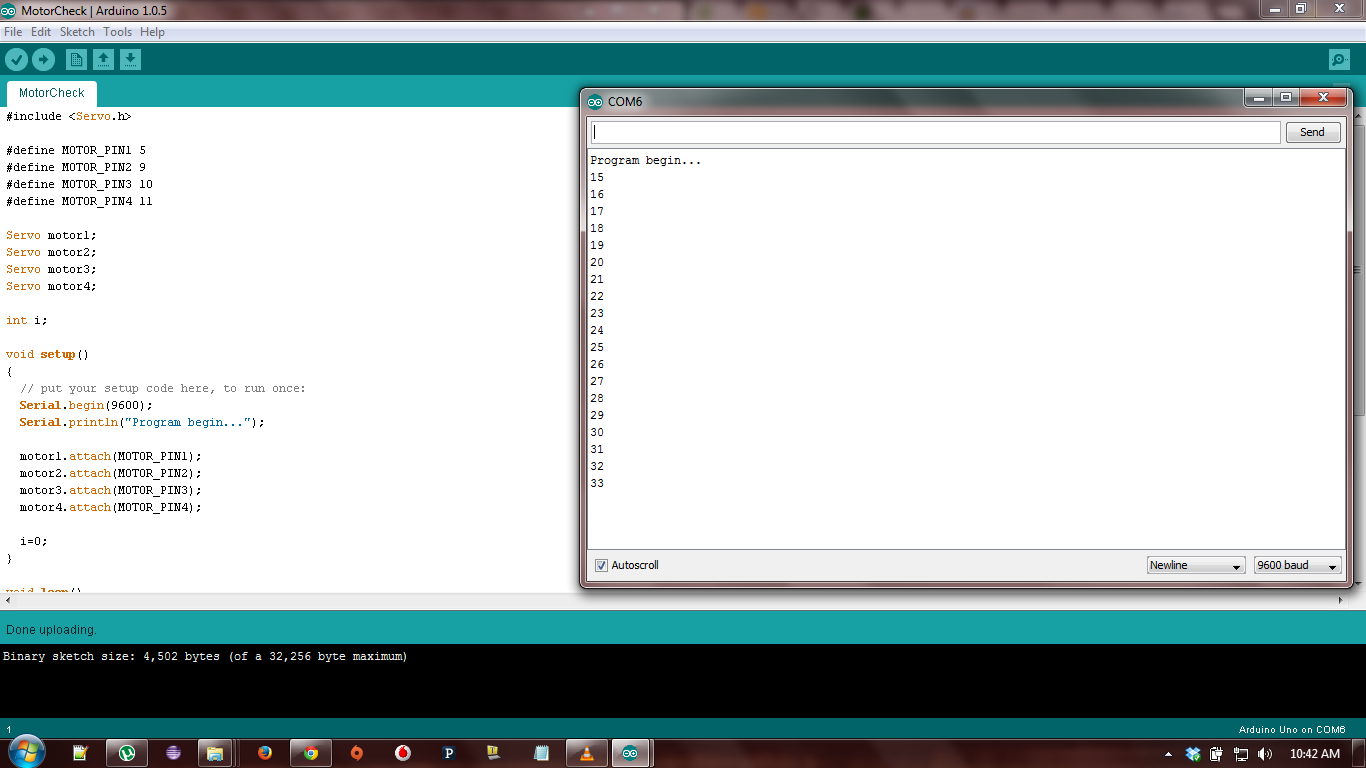 MotorCheck | Arduino 1.0.5
File Edit Sketch Tools Help
MotorCheck
#include <Servo.h>
#define MOTOR_PIN1 5
#define MOTOR_PIN2 9
#define MOTOR_PIN3 10
#define MOTOR_PIN4 11
Servo motor1;
Servo motor2;
Servo motor3;
Servo motor4;
int i;
void setup()
{
// put your setup code here, to run once:
Serial.begin(9600);
Serial.println("Program begin...");
motor1.attach(MOTOR_PIN1);
motor2.attach(MOTOR_PIN2);
motor3.attach(MOTOR_PIN3);
motor4.attach(MOTOR_PIN4);
i=0;
}
void loop()
COM6
Send
Program begin...
15
16
17
18
19
20
21
22
23
24
25
26
27
28
29
30
31
32
33
Autoscroll
Newline
9600 baud
Done uploading.
Binary sketch size: 4,502 bytes (of a 32,256 byte maximum)
1
Arduino Uno on COM6
P
10:42 AM